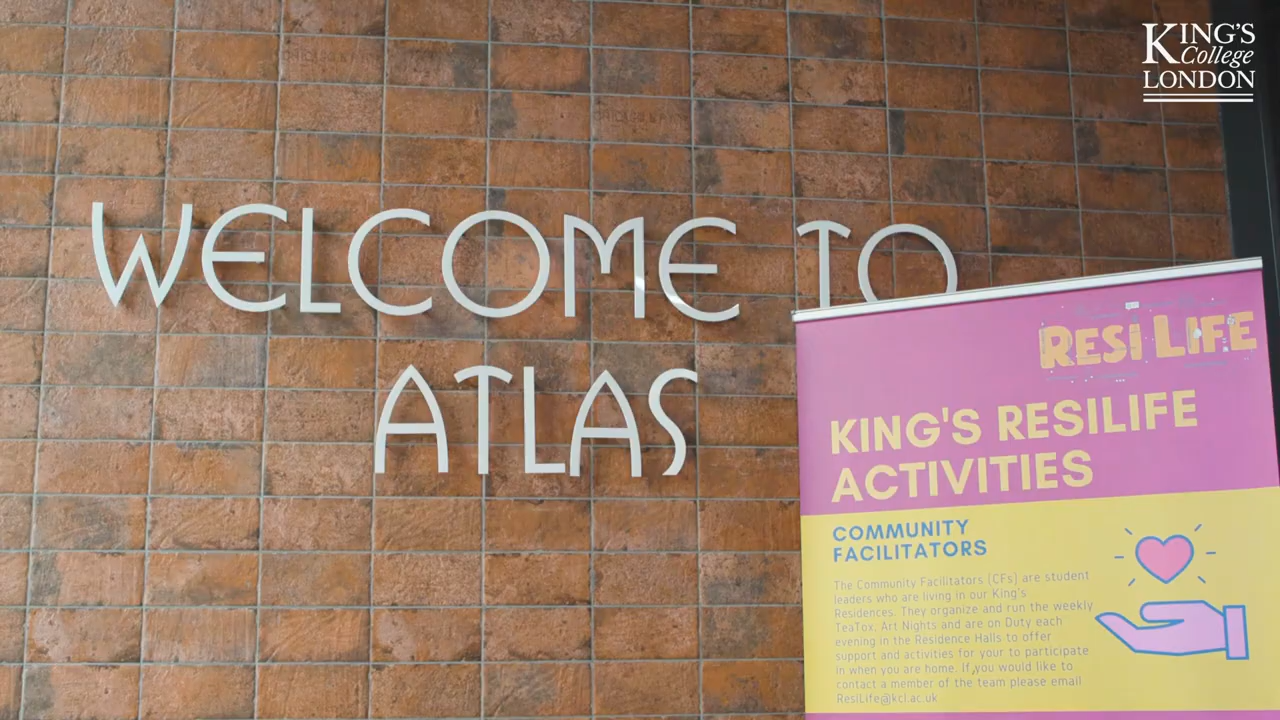 KING'S
College
LONDON
WELCOME TO
ATLAS
RESILIFE
KING'S RESILIFE
ACTIVITIES
COMMUNITY
FACILITATORS
The Community Facilitators (CFs) are student
leaders who are living in our King's
Residences. They organize and run the weekly
TeaTox, Art Nights and are on Duty each
evening in the Residence Halls to offer
support and activities for your to participate
in when you are home. If you would like to
contact a member of the team please email
ResiLife@kcl.ac.uk